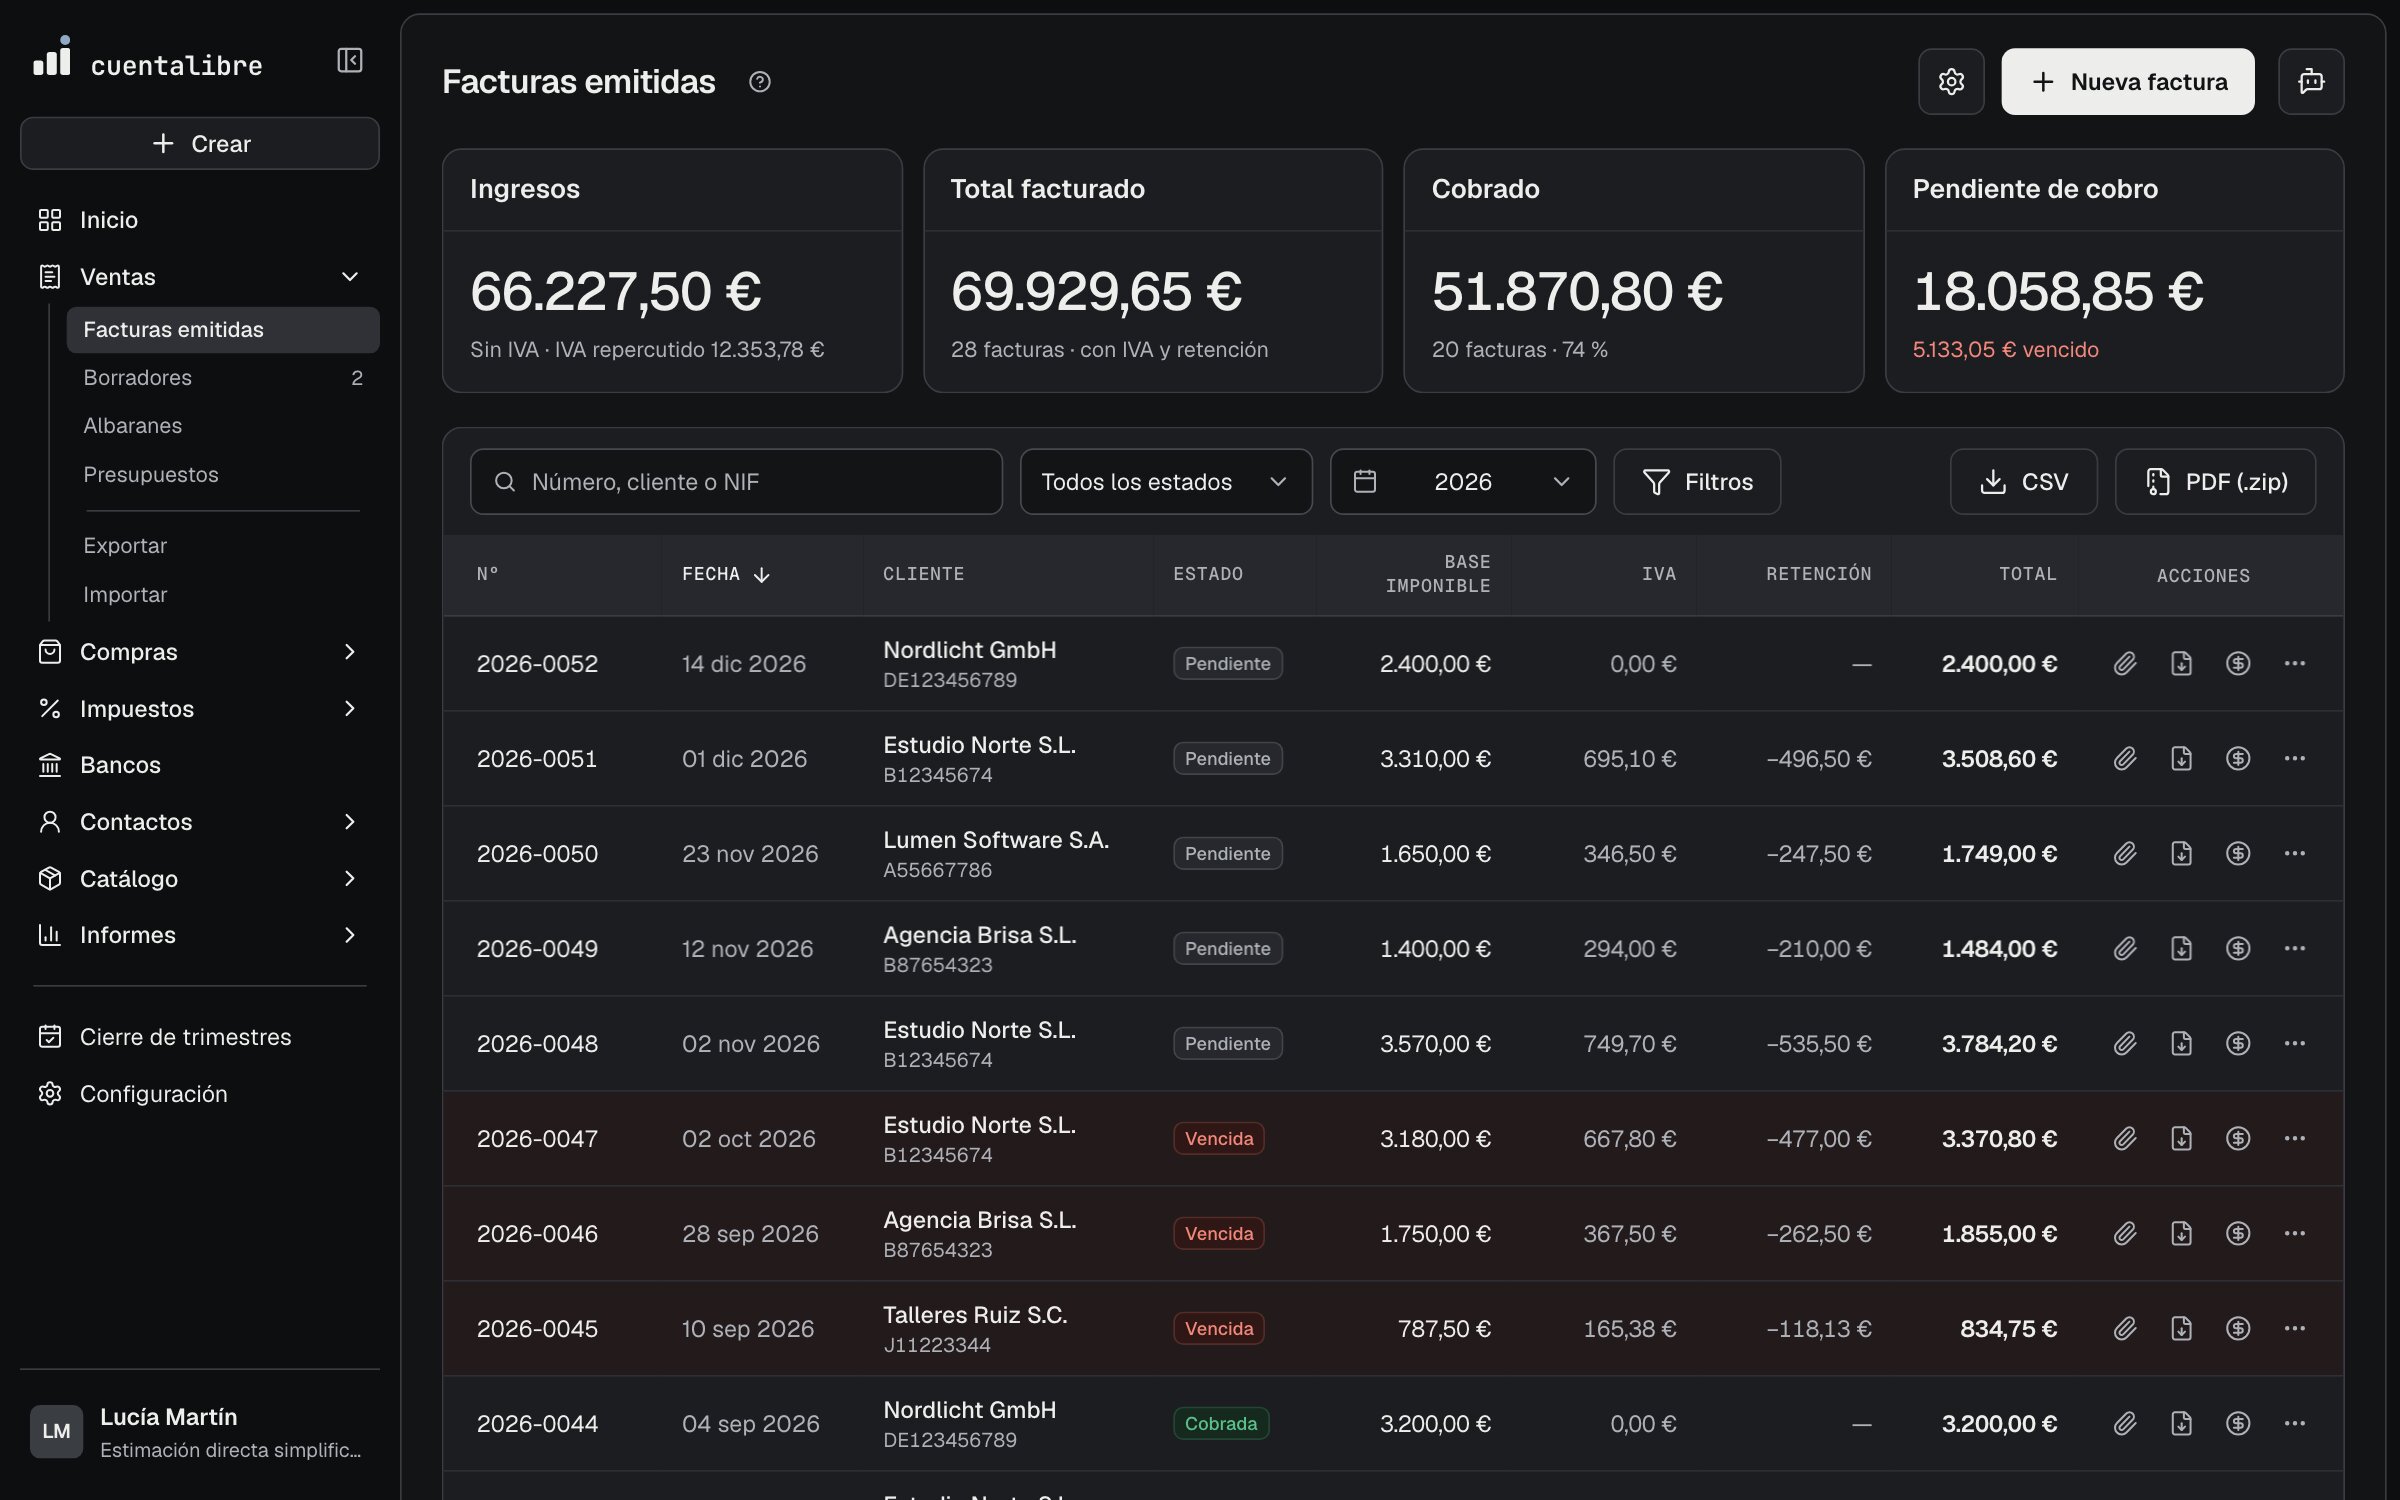 cuentalibre
Crear
Inicio
Ventas
Facturas emitidas
Borradores 2
Albaranes
Presupuestos
Exportar
Importar
Compras
Impuestos
Bancos
Contactos
Catálogo
Informes
Cierre de trimestres
Configuración
LM
Lucía Martín
Estimación directa simplific...
Facturas emitidas
Nueva factura
Ingresos
66.227,50 €
Sin IVA · IVA repercutido 12.353,78 €
Total facturado
69.929,65 €
28 facturas · con IVA y retención
Cobrado
51.870,80 €
20 facturas · 74 %
Pendiente de cobro
18.058,85 €
5.133,05 € vencido
Número, cliente o NIF Todos los estados 2026 Filtros CSV PDF (.zip)
Nº FECHA CLIENTE ESTADO BASE IMPONIBLE IVA RETENCIÓN TOTAL ACCIONES
2026-0052 14 dic 2026 Nordlicht GmbH Pendiente 2.400,00 € 0,00 € — 2.400,00 €
DE123456789
2026-0051 01 dic 2026 Estudio Norte S.L. Pendiente 3.310,00 € 695,10 € −496,50 € 3.508,60 €
B12345674
2026-0050 23 nov 2026 Lumen Software S.A. Pendiente 1.650,00 € 346,50 € −247,50 € 1.749,00 €
A55667786
2026-0049 12 nov 2026 Agencia Brisa S.L. Pendiente 1.400,00 € 294,00 € −210,00 € 1.484,00 €
B87654323
2026-0048 02 nov 2026 Estudio Norte S.L. Pendiente 3.570,00 € 749,70 € −535,50 € 3.784,20 €
B12345674
2026-0047 02 oct 2026 Estudio Norte S.L. Vencida 3.180,00 € 667,80 € −477,00 € 3.370,80 €
B12345674
2026-0046 28 sep 2026 Agencia Brisa S.L. Vencida 1.750,00 € 367,50 € −262,50 € 1.855,00 €
B87654323
2026-0045 10 sep 2026 Talleres Ruiz S.C. Vencida 787,50 € 165,38 € −118,13 € 834,75 €
J11223344
2026-0044 04 sep 2026 Nordlicht GmbH Cobrada 3.200,00 € 0,00 € — 3.200,00 €
DE123456789